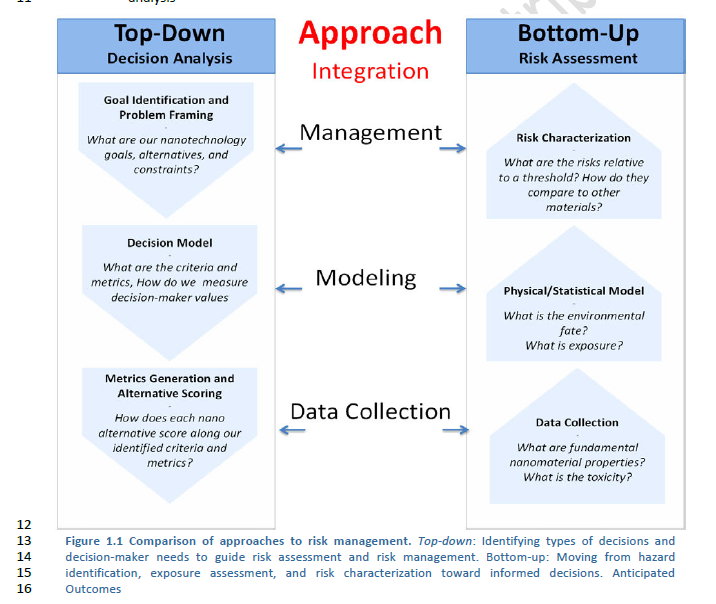 11 analysis
Top-Down
Decision Analysis
Goal Identification and
Problem Framing
-
What are our nanotechnology
goals, alternatives, and
constraints?
Decision Model
-
What are the criteria and
metrics, How do we measure
decision-maker values
Metrics Generation and
Alternative Scoring
-
How does each nano
alternative score along our
identified criteria and
metrics?
Approach
Integration
Management
Modeling
Data Collection
Bottom-Up
Risk Assessment
Risk Characterization
-
What are the risks relative
to a threshold? How do they
compare to other
materials?
Physical/Statistical Model
-
What is the environmental
fate?
What is exposure?
Data Collection
-
What are fundamental
nanomaterial properties?
What is the toxicity?
12
13 Figure 1.1 Comparison of approaches to risk management. Top-down: Identifying types of decisions and
14 decision-maker needs to guide risk assessment and risk management. Bottom-up: Moving from hazard
15 identification, exposure assessment, and risk characterization toward informed decisions. Anticipated
16 Outcomes